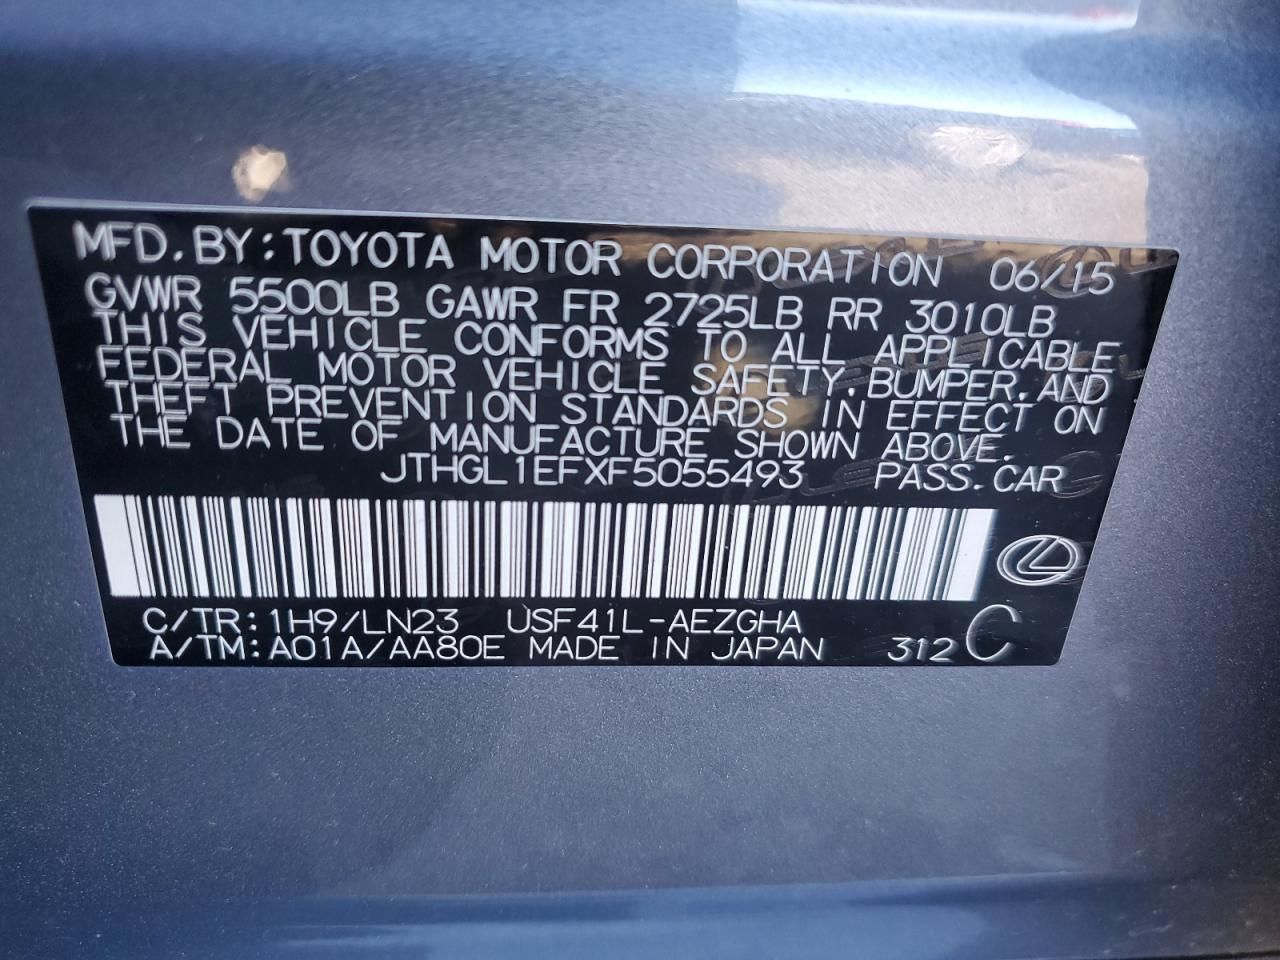 MFD. BY: TOYOTA MOTOR CORPORATION 06/15
GVWR 5500LB GAWR FR 2725LB RR 3010LB
THIS VEHICLE CONFORMS TO ALL APPLICABLE
FEDERAL MOTOR VEHICLE SAFETY, BUMPER, AND
THEFT PREVENTION STANDARDS IN EFFECT ON
THE DATE OF MANUFACTURE SHOWN ABOVE.
JTHGL1EFXF5055493 PASS. CAR
C/TR: 1H9/LN23 USF41L-AEZGHA
A/TM: A01A/AA80E MADE IN JAPAN 312 C